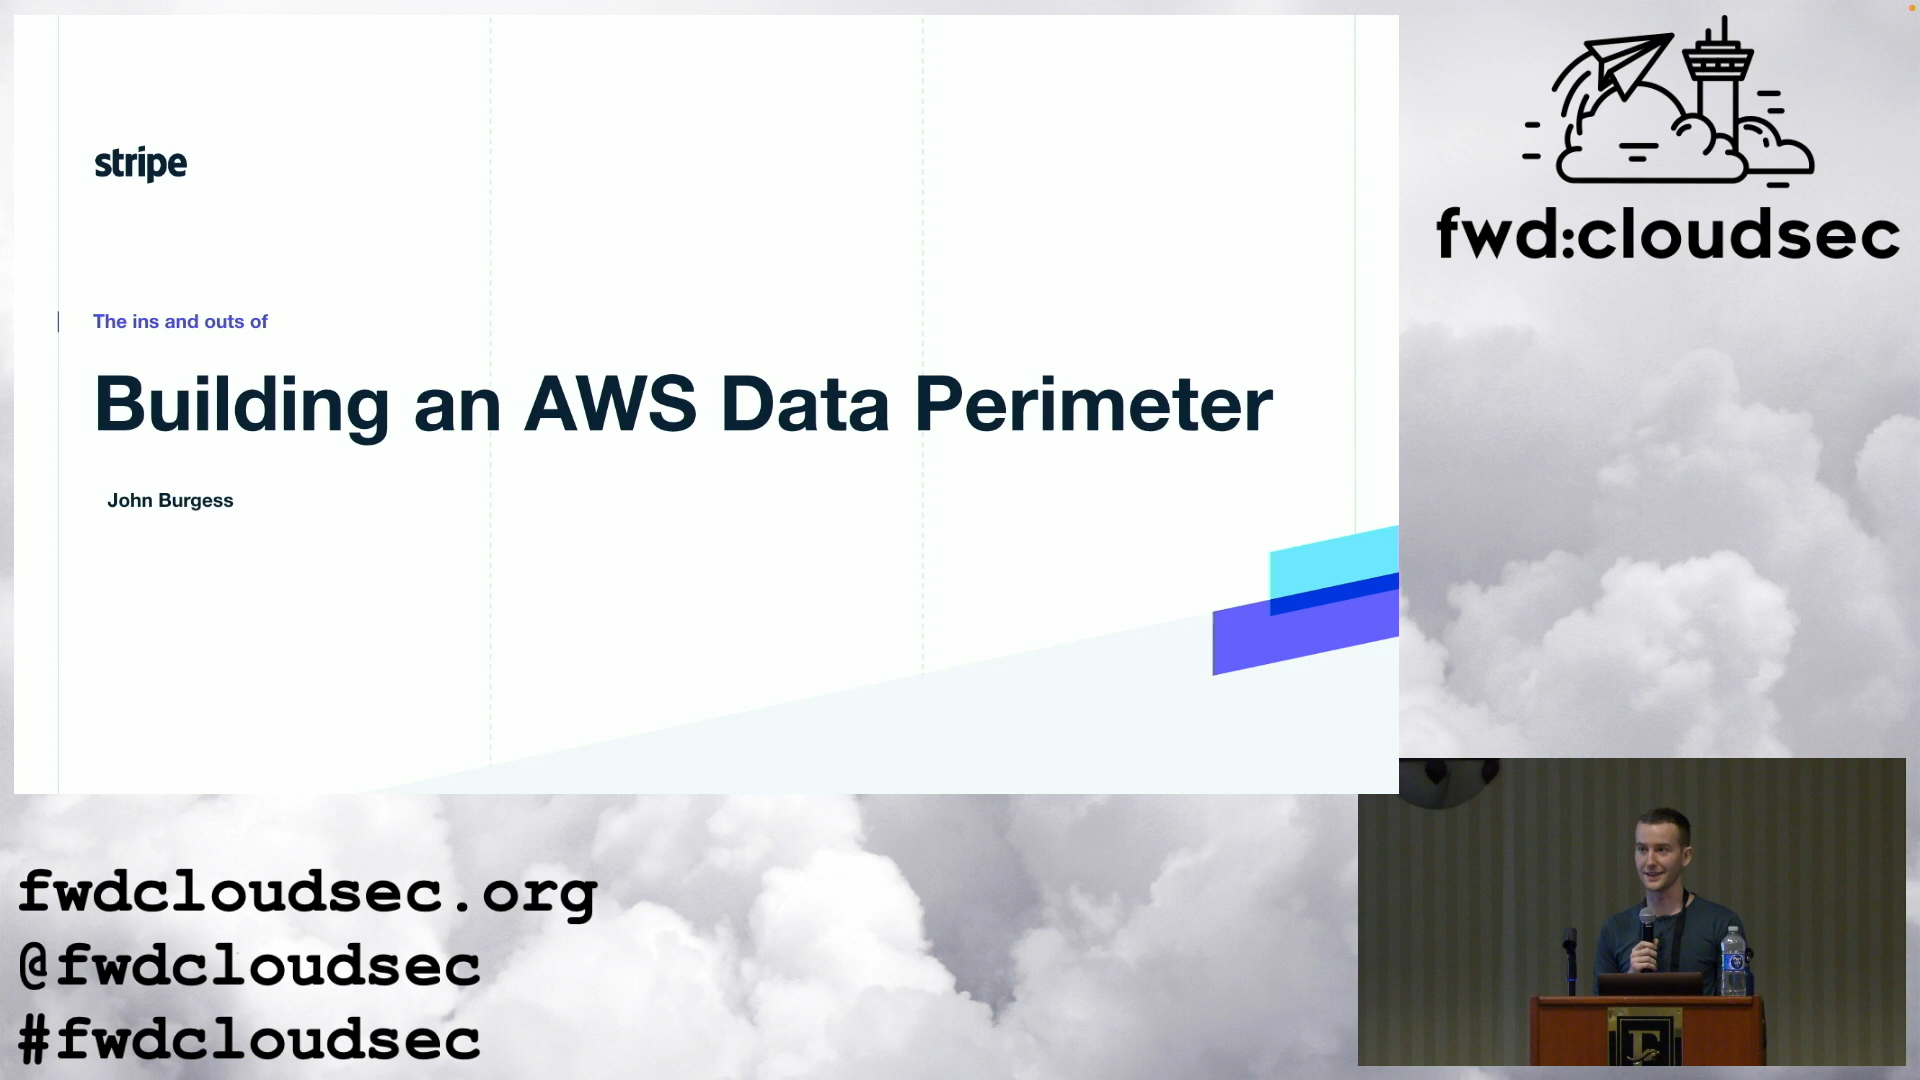 stripe
The ins and outs of
Building an AWS Data Perimeter
John Burgess
fwd:cloudsec
fwdcloudsec.org
@fwdcloudsec
#fwdcloudsec
F